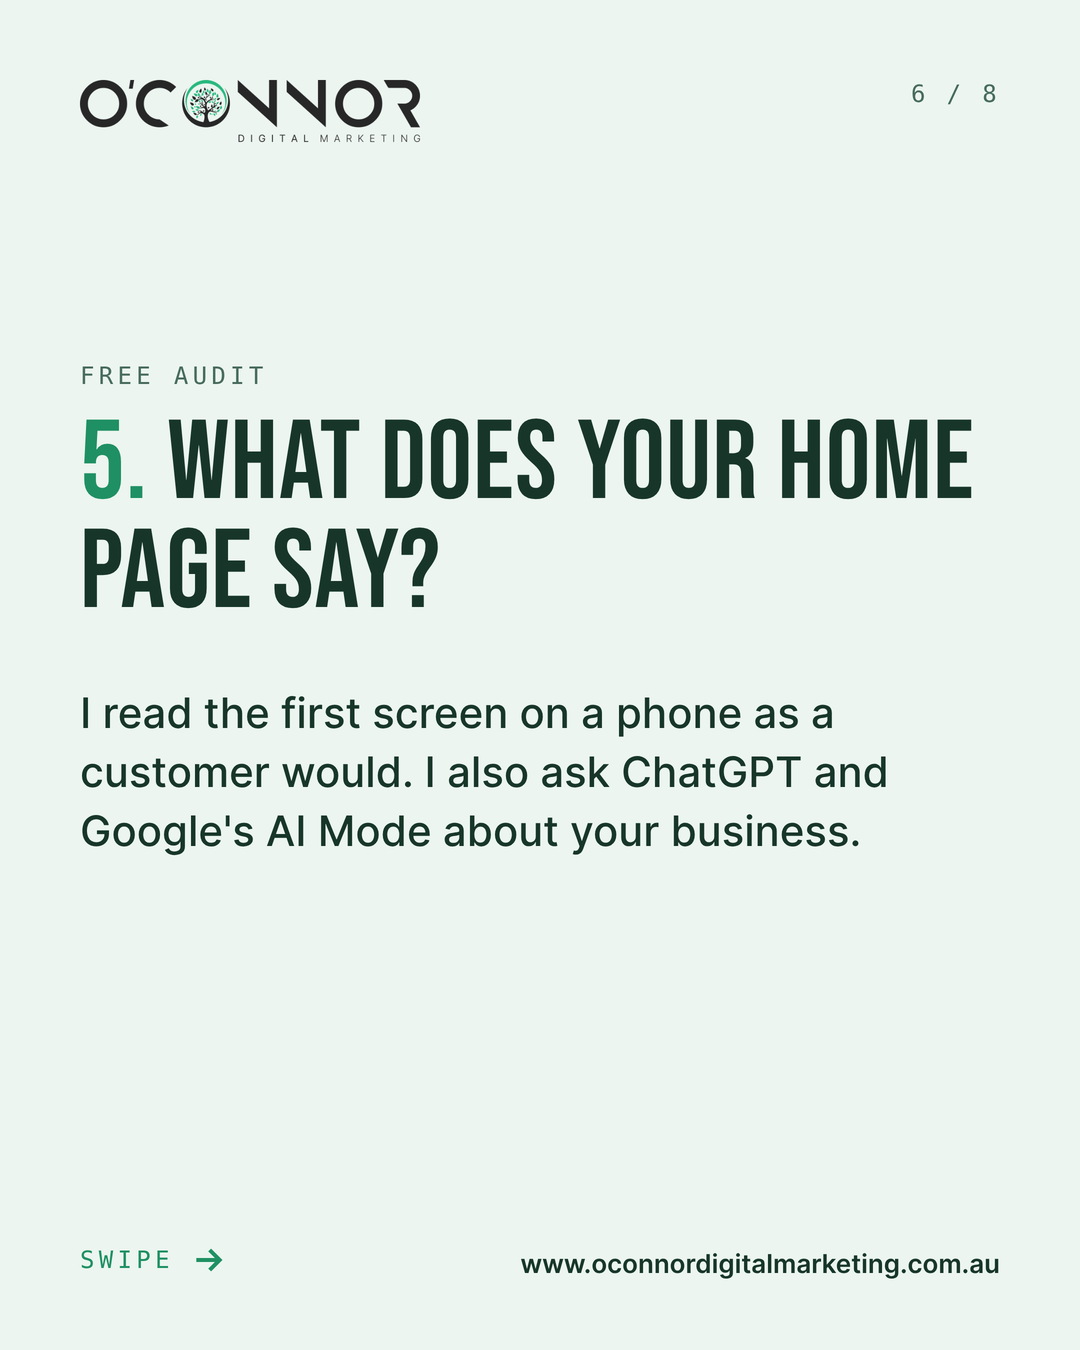 O'CONNOR
DIGITAL MARKETING
6 / 8
FREE AUDIT
5. WHAT DOES YOUR HOME
PAGE SAY?
I read the first screen on a phone as a
customer would. I also ask ChatGPT and
Google's AI Mode about your business.
SWIPE →
www.oconnordigitalmarketing.com.au